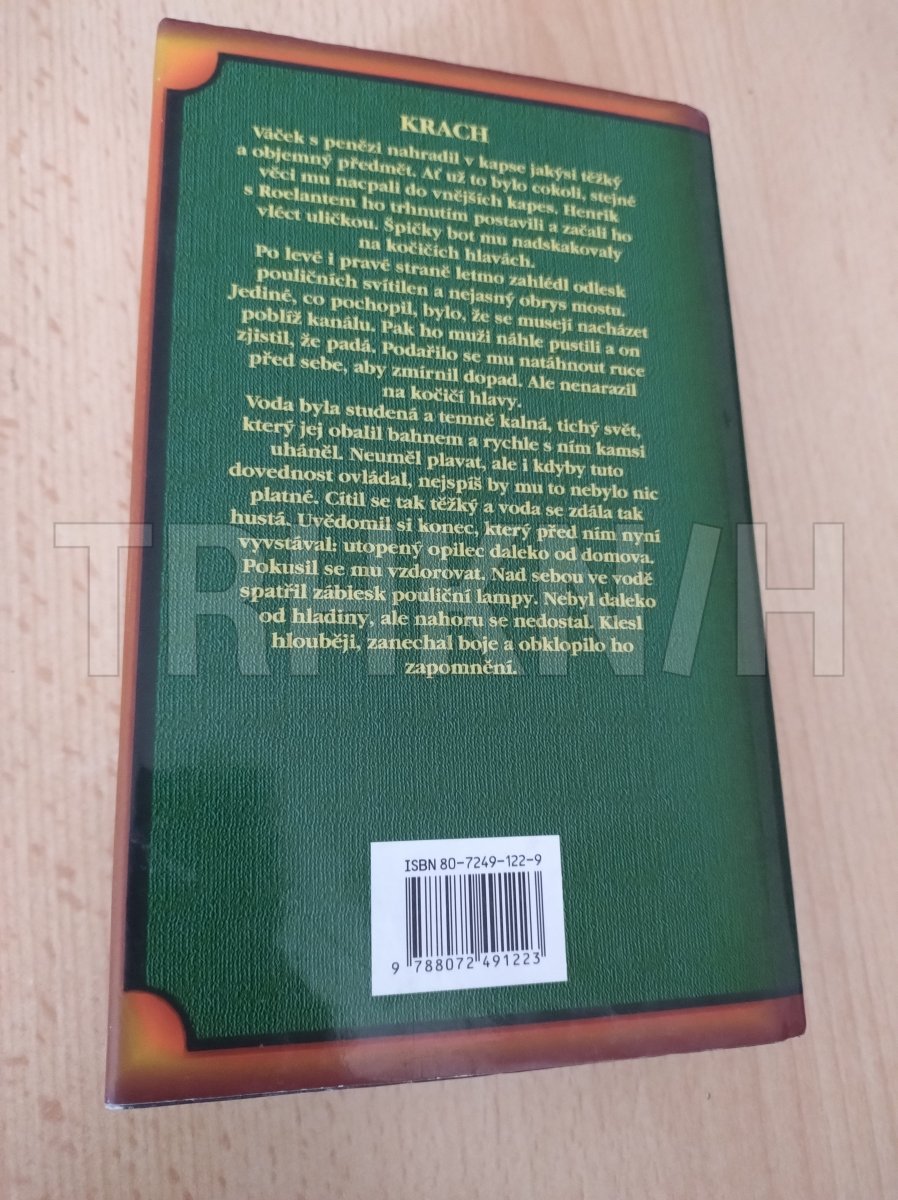 KRACH
Váček s penězi nahradil v kapse jakýsi těžký
a objemný předmět. Ať už to bylo cokoli, stejné
věci mu nacpali do vnějších kapes. Henrik
s Roelantem ho trhnutím postavili a začali ho
vléct uličkou. Špičky bot mu nadskakovaly
na kočičích hlavách.
Po levé i pravé straně letmo zahlédl odlesk
pouličních svítilen a nejasný obrys mostu.
Jediné, co pochopil, bylo, že se musejí nacházet
poblíž kanálu. Pak ho muži náhle pustili a on
zjistil, že padá. Podařilo se mu natáhnout ruce
před sebe, aby zmírnil dopad. Ale nenarazil
na kočičí hlavy.
Voda byla studená a temně kalná, tichý svět,
který jej obalil bahnem a rychle s ním kamsi
uháněl. Neuměl plavat, ale i kdyby tuto
dovednost ovládal, nejspíš by mu to nebylo nic
platné. Cítil se tak těžký a voda se zdála tak
hustá. Uvědomil si konec, který před ním nyní
vyvstával: utopený opilec daleko od domova.
Pokusil se mu vzdorovat. Nad sebou ve vodě
spatřil záblesk pouliční lampy. Nebyl daleko
od hladiny, ale nahoru se nedostal. Klesl
hlouběji, zanechal boje a obklopilo ho
zapomnění.
TRHKNIH
ISBN 80-7249-122-9
9 788072 491223